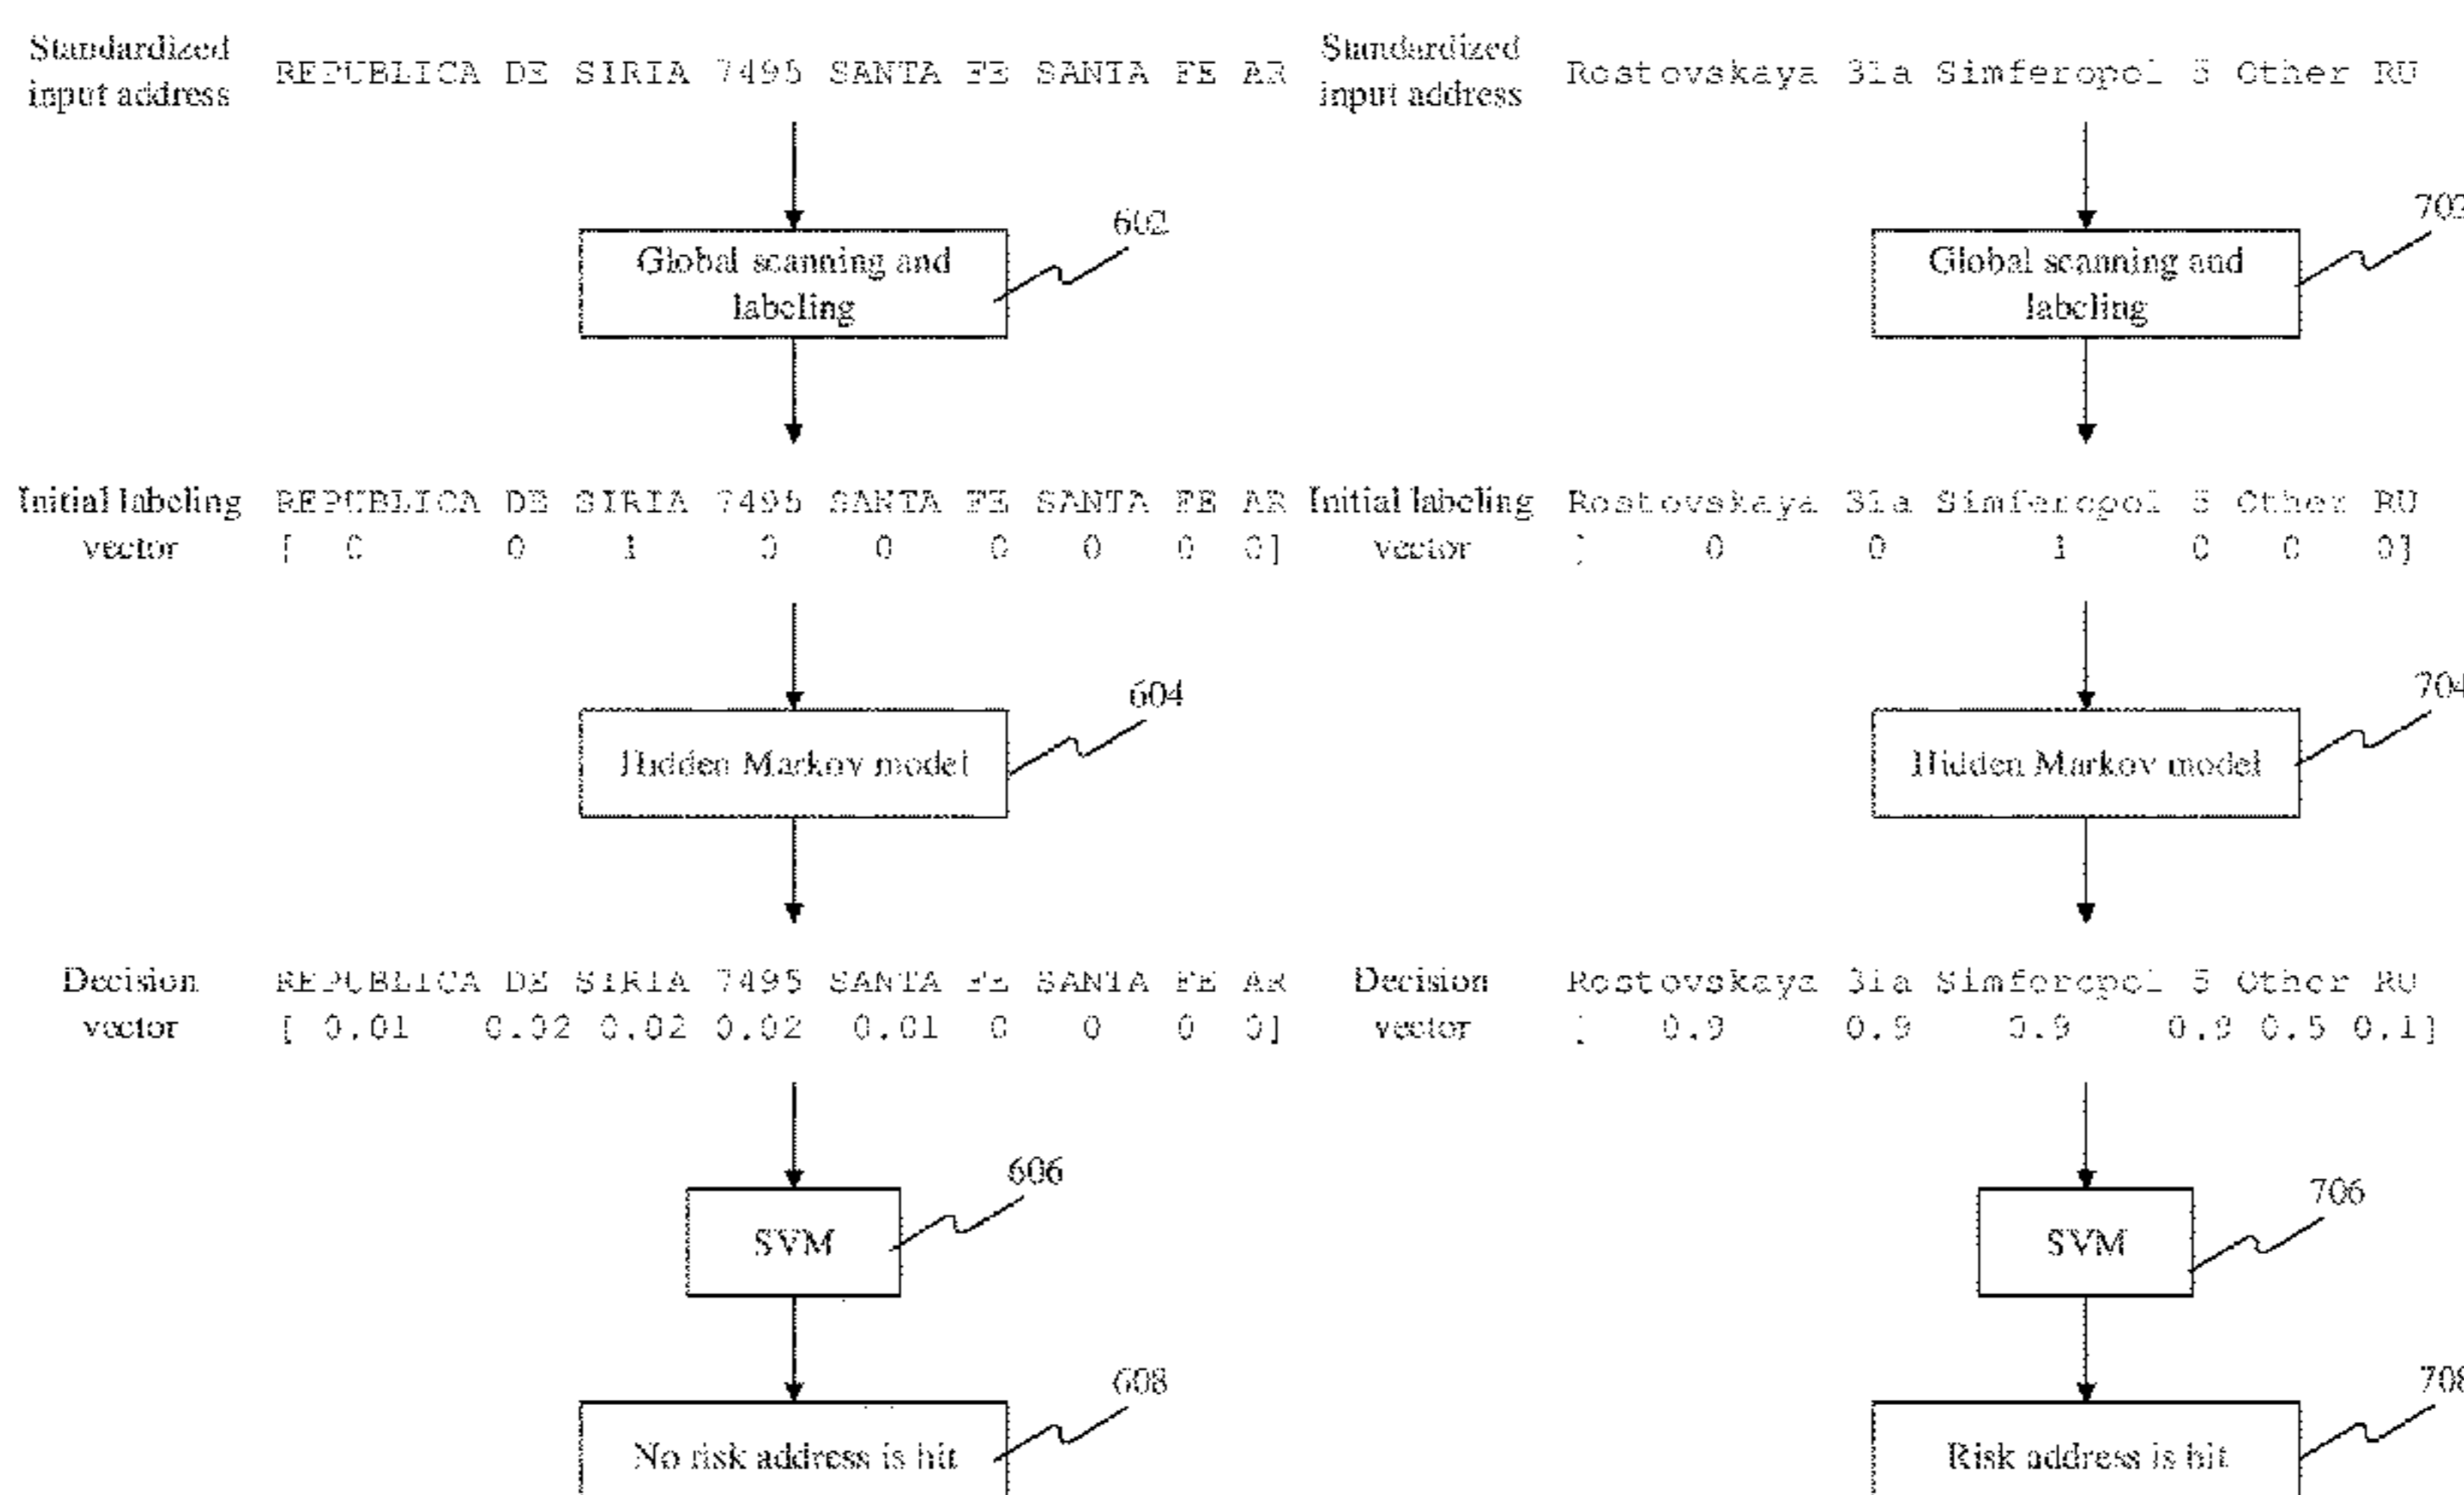 Standardized
input address
REPUBLICA DE SIRIA 7495 SANTA FE SANTA FE AR
602
Global scanning and
labeling
Initial labeling
vector
REPUBLICA DE SIRIA 7495 SANTA FE SANTA FE AR
[ 0 0 1 0 0 0 0 0 0]
604
Hidden Markov model
Decision
vector
REPUBLICA DE SIRIA 7495 SANTA FE SANTA FE AR
[ 0.01 0.02 0.02 0.02 0.01 0 0 0 0]
606
SVM
608
No risk address is hit
Standardized
input address
Rostovskaya 31a Simferopol 5 Other RU
702
Global scanning and
labeling
Initial labeling
vector
Rostovskaya 31a Simferopol 5 Other RU
[ 0 0 1 0 0 0]
704
Hidden Markov model
Decision
vector
Rostovskaya 31a Simferopol 5 Other RU
[ 0.9 0.9 0.9 0.9 0.5 0.1]
706
SVM
708
Risk address is hit